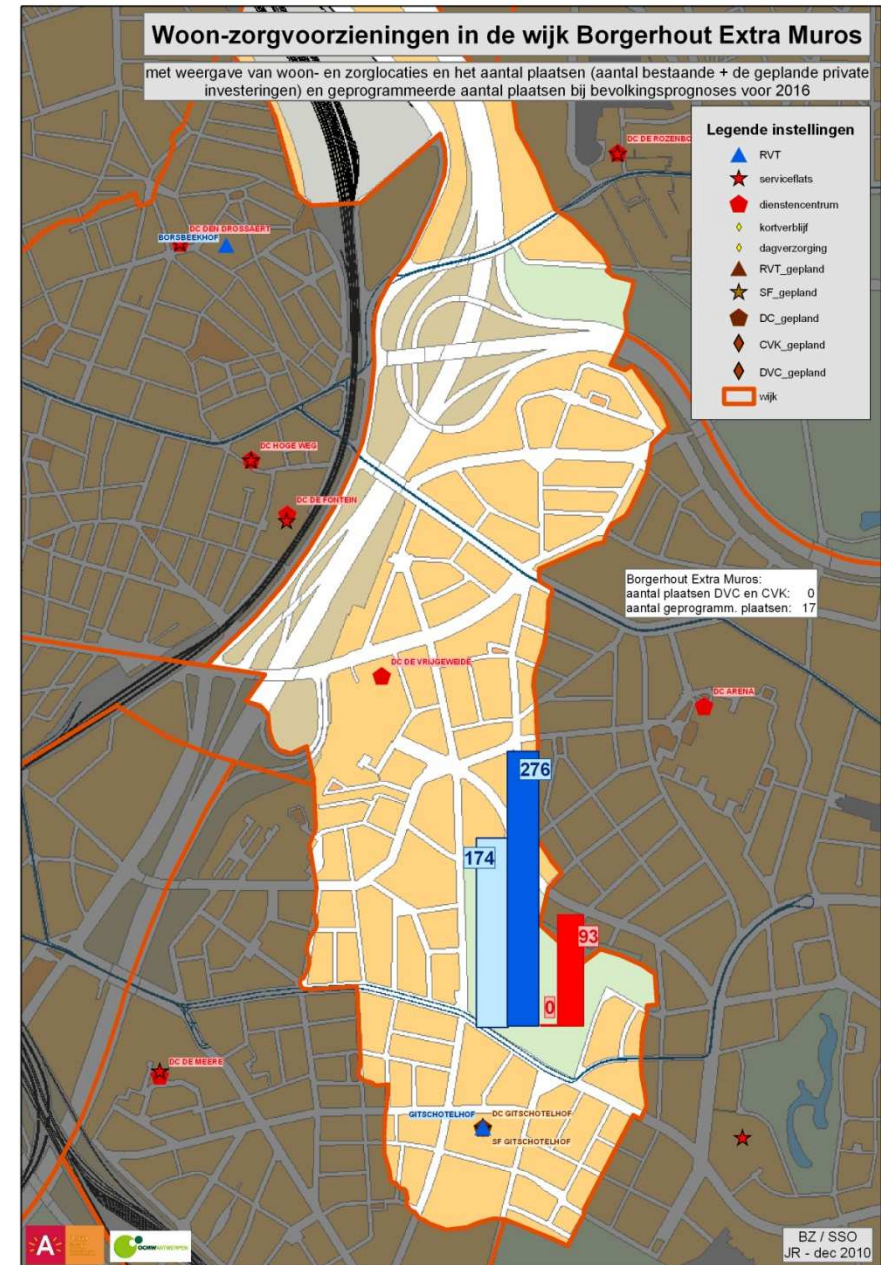 Woon-zorgvoorzieningen in de wijk Borgerhout Extra Muros
met weergave van woon- en zorglocaties en het aantal plaatsen (aantal bestaande + de geplande private
investeringen) en geprogrammeerde aantal plaatsen bij bevolkingsprognoses voor 2016
Legende instellingen
RVT
serviceflats
dienstencentrum
kortverblijf
dagverzorging
RVT_gepland
SF_gepland
DC_gepland
CVK_gepland
DVC_gepland
wijk
DC DE ROZENBO
DC DEN DROSSAERT
BORSBEEKHOF
DC HOGE WEG
DC DE FONTEIN
Borgerhout Extra Muros:
aantal plaatsen DVC en CVK: 0
aantal geprogramm. plaatsen: 17
DC DE VRIJGEWEIDE
DC ARENA
276
174
93
0
DC DE MEERE
GITSCHOTELHOF
DC GITSCHOTELHOF
SF GITSCHOTELHOF
A
OCMWANTWERPEN
BZ / SSO
JR - dec 2010